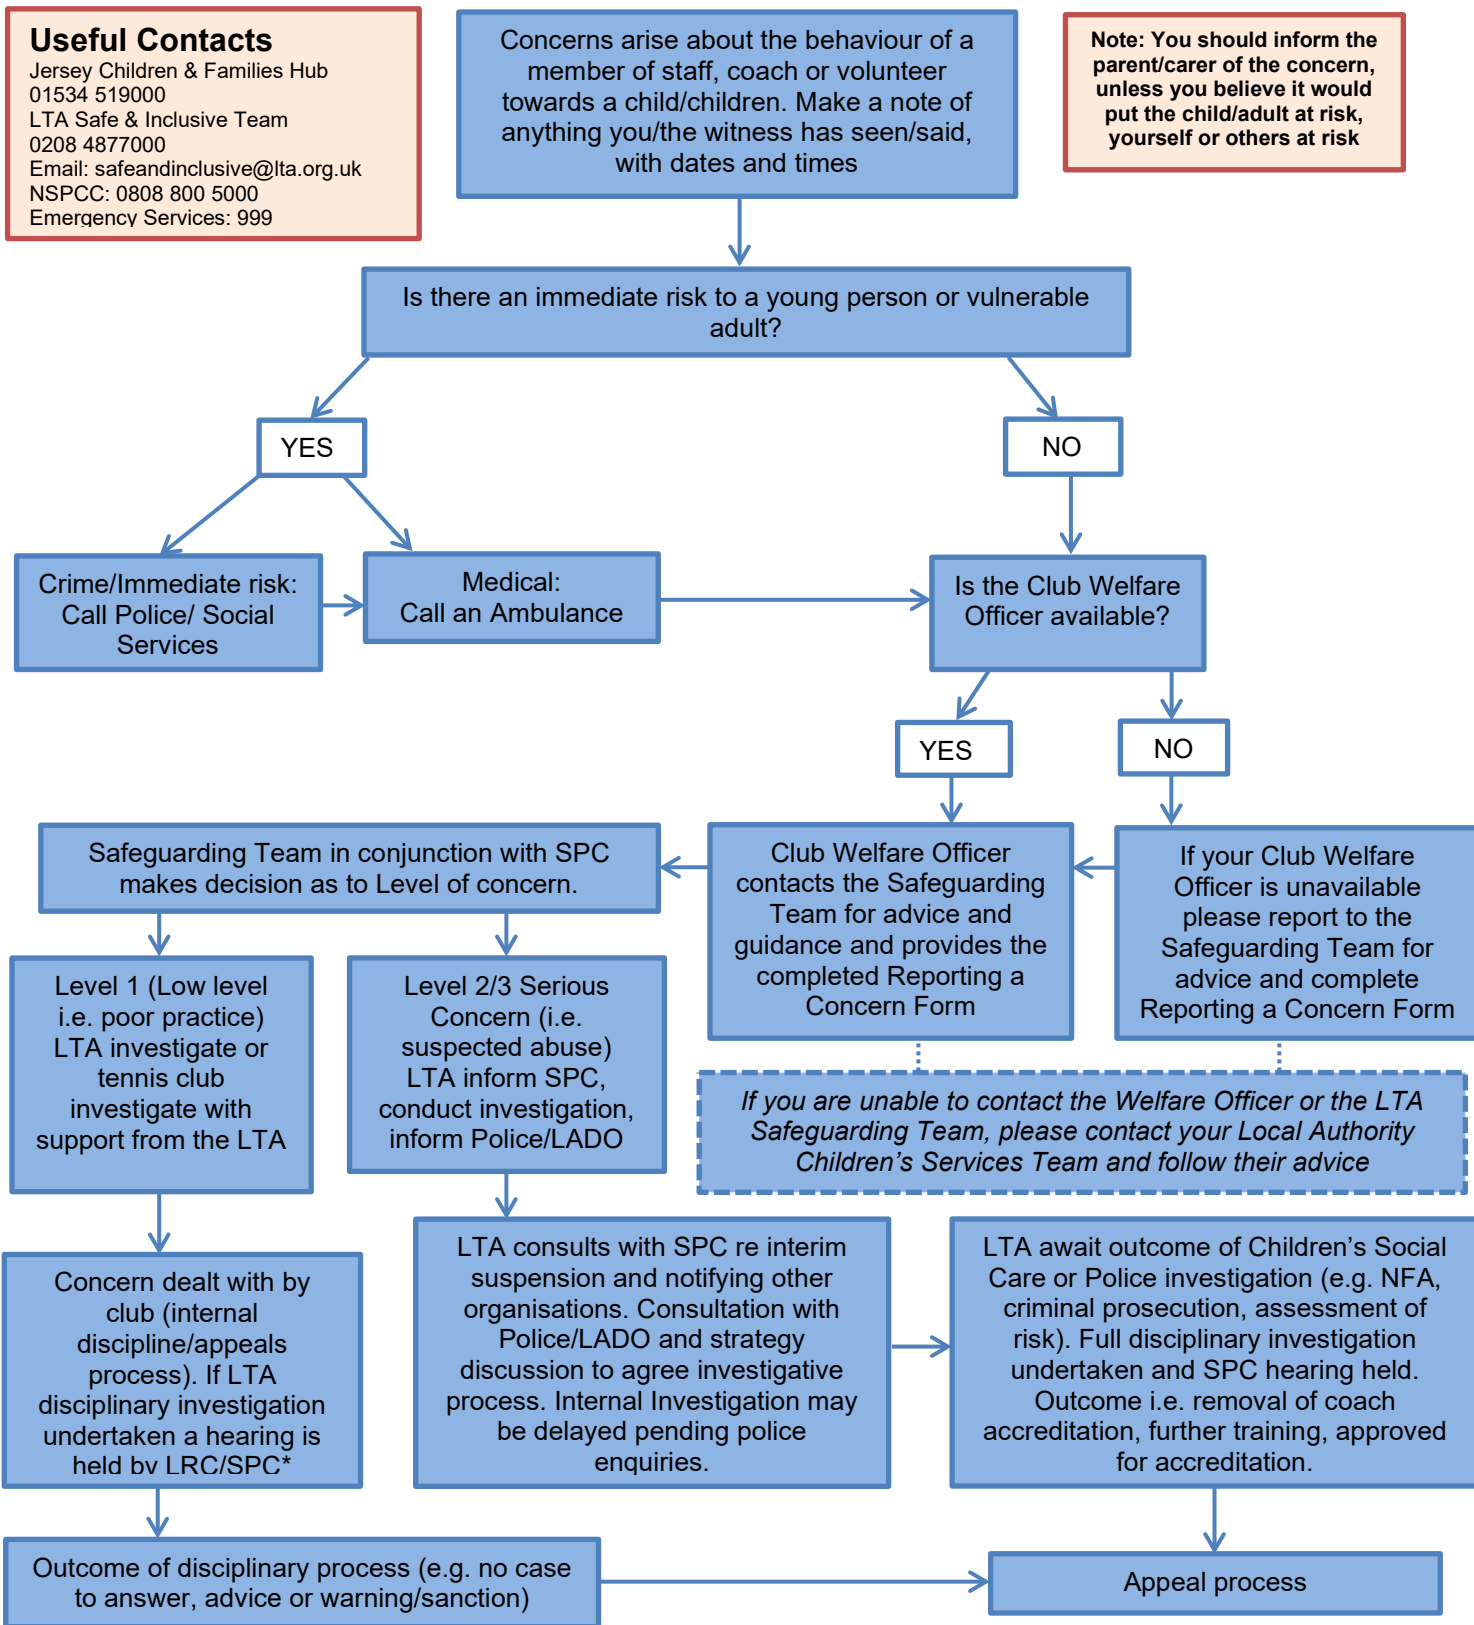 Useful Contacts
Jersey Children & Families Hub
01534 519000
LTA Safe & Inclusive Team
0208 4877000
Email: safeandinclusive@lta.org.uk
NSPCC: 0808 800 5000
Emergency Services: 999
Concerns arise about the behaviour of a
member of staff, coach or volunteer
towards a child/children. Make a note of
anything you/the witness has seen/said,
with dates and times
Note: You should inform the
parent/carer of the concern,
unless you believe it would
put the child/adult at risk,
yourself or others at risk
Is there an immediate risk to a young person or vulnerable
adult?
YES
NO
Crime/Immediate risk:
Call Police/ Social
Services
Medical:
Call an Ambulance
Is the Club Welfare
Officer available?
YES
NO
Safeguarding Team in conjunction with SPC
makes decision as to Level of concern.
Club Welfare Officer
contacts the Safeguarding
Team for advice and
guidance and provides the
completed Reporting a
Concern Form
If your Club Welfare
Officer is unavailable
please report to the
Safeguarding Team for
advice and complete
Reporting a Concern Form
Level 1 (Low level
i.e. poor practice)
LTA investigate or
tennis club
investigate with
support from the LTA
Level 2/3 Serious
Concern (i.e.
suspected abuse)
LTA inform SPC,
conduct investigation,
inform Police/LADO
If you are unable to contact the Welfare Officer or the LTA
Safeguarding Team, please contact your Local Authority
Children’s Services Team and follow their advice
Concern dealt with by
club (internal
discipline/appeals
process). If LTA
disciplinary investigation
undertaken a hearing is
held by LRC/SPC*
LTA consults with SPC re interim
suspension and notifying other
organisations. Consultation with
Police/LADO and strategy
discussion to agree investigative
process. Internal Investigation may
be delayed pending police
enquiries.
LTA await outcome of Children’s Social
Care or Police investigation (e.g. NFA,
criminal prosecution, assessment of
risk). Full disciplinary investigation
undertaken and SPC hearing held.
Outcome i.e. removal of coach
accreditation, further training, approved
for accreditation.
Outcome of disciplinary process (e.g. no case
to answer, advice or warning/sanction)
Appeal process